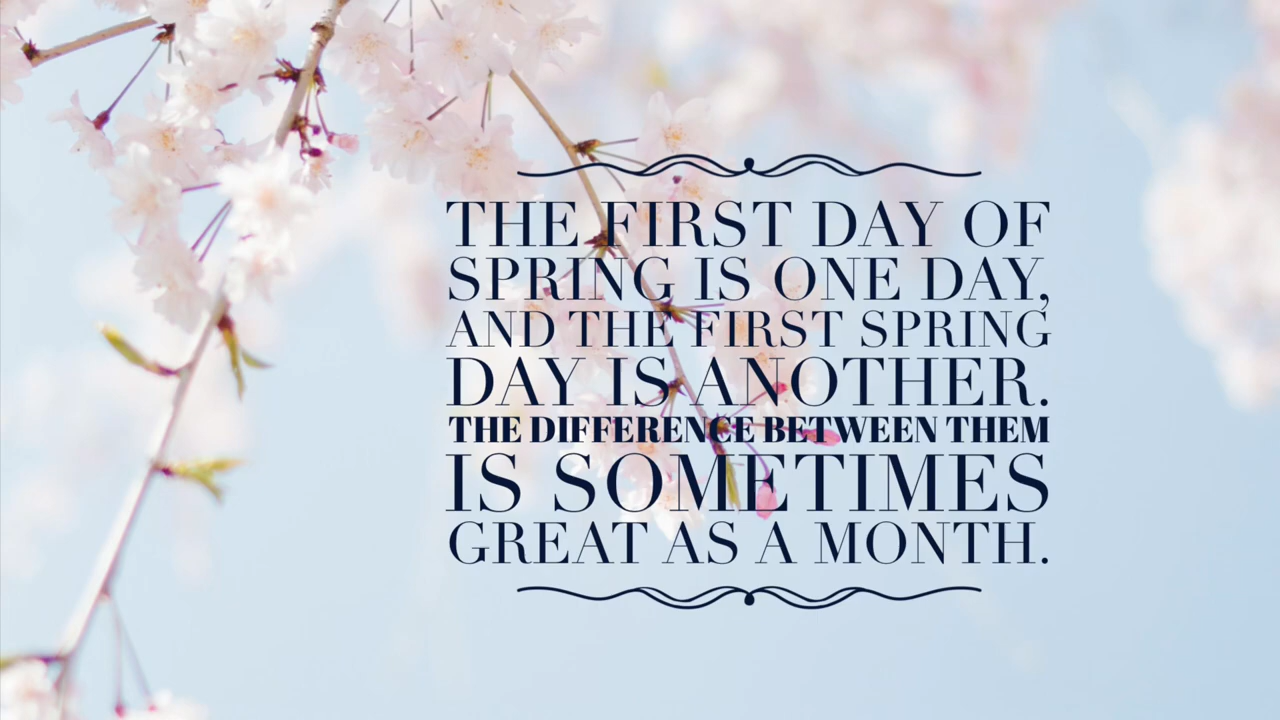 THE FIRST DAY OF
SPRING IS ONE DAY,
AND THE FIRST SPRING
DAY IS ANOTHER.
THE DIFFERENCE BETWEEN THEM
IS SOMETIMES
GREAT AS A MONTH.